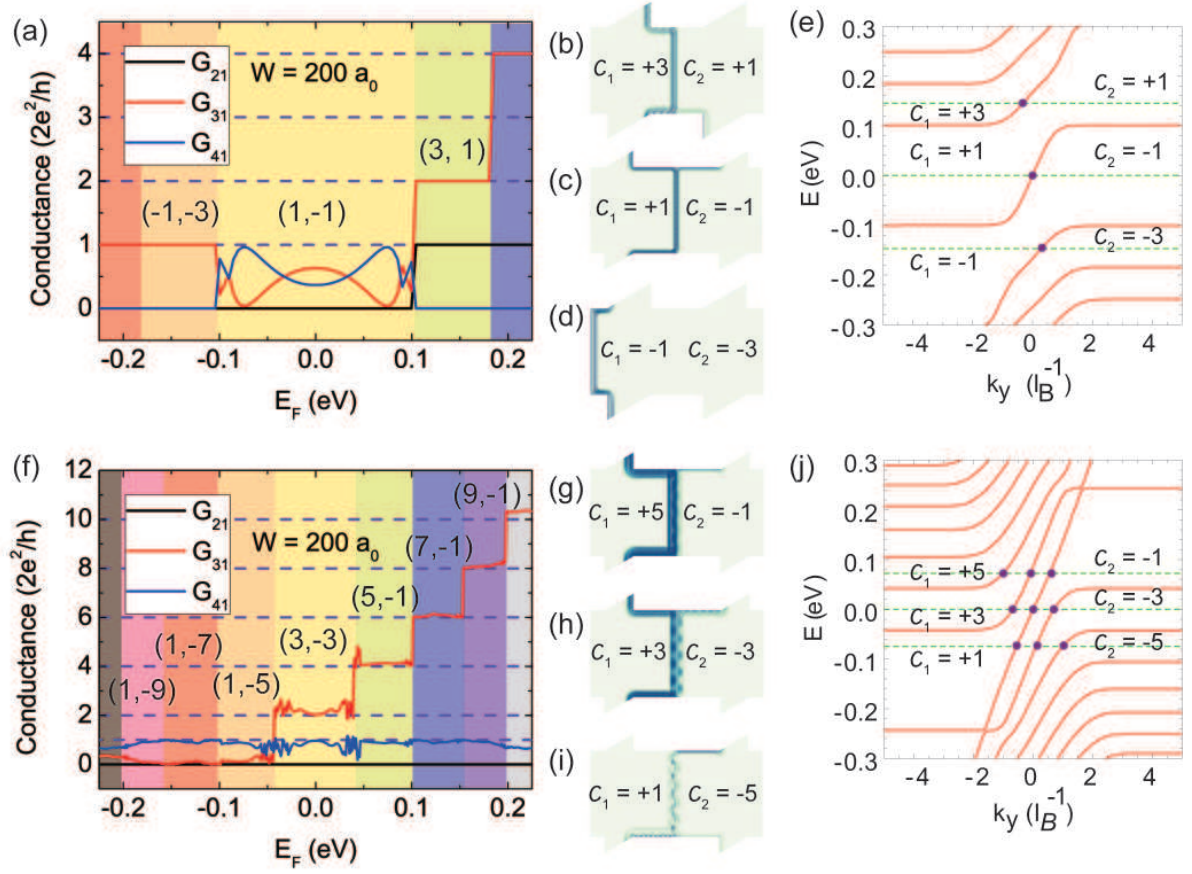 (a)
Conductance (2e²/h)
4
3
2
1
0
G₂₁
G₃₁
G₄₁
W = 200 a₀
(-1,-3)
(1,-1)
(3, 1)
-0.2
-0.1
0.0
0.1
0.2
E_F (eV)
(b)
C₁ = +3
C₂ = +1
(c)
C₁ = +1
C₂ = -1
(d)
C₁ = -1
C₂ = -3
(e)
E (eV)
0.3
0.2
0.1
0.0
-0.1
-0.2
-0.3
C₂ = +1
C₁ = +3
C₁ = +1
C₂ = -1
C₂ = -3
C₁ = -1
-4
-2
0
2
4
k_y (l_B⁻¹)
(f)
Conductance (2e²/h)
12
10
8
6
4
2
0
G₂₁
G₃₁
G₄₁
W = 200 a₀
(9,-1)
(7,-1)
(5,-1)
(3,-3)
(1,-7)
(1,-9)
(1,-5)
-0.2
-0.1
0.0
0.1
0.2
E_F (eV)
(g)
C₁ = +5
C₂ = -1
(h)
C₁ = +3
C₂ = -3
(i)
C₁ = +1
C₂ = -5
(j)
E (eV)
0.3
0.2
0.1
0.0
-0.1
-0.2
-0.3
C₂ = -1
C₁ = +5
C₂ = -3
C₁ = +3
C₂ = -5
C₁ = +1
-4
-2
0
2
4
k_y (l_B⁻¹)